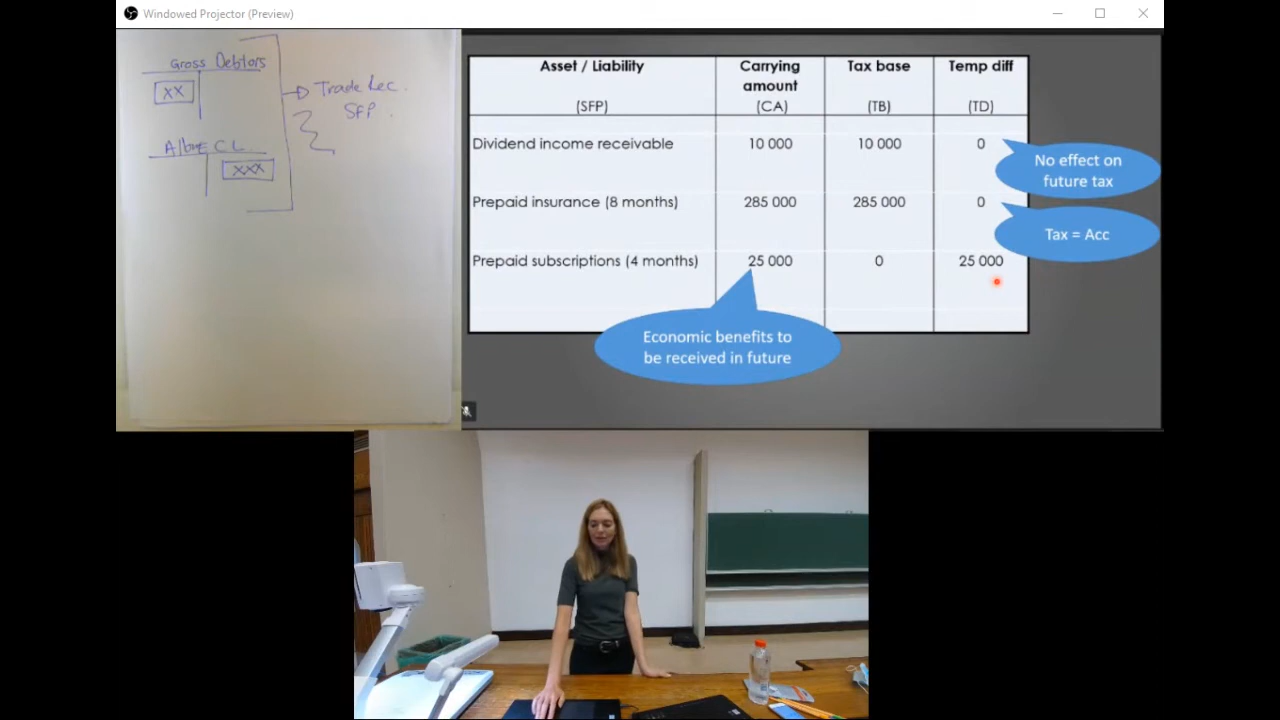 Windowed Projector (Preview)
Gross Debtors
XX
Trade Rec.
SFP.
XXX
Asset / Liability Carrying amount Tax base Temp diff
(SFP) (CA) (TB) (TD)
Dividend income receivable 10 000 10 000 0
No effect on
future tax
Prepaid insurance (8 months) 285 000 285 000 0
Tax = Acc
Prepaid subscriptions (4 months) 25 000 0 25 000
Economic benefits to
be received in future